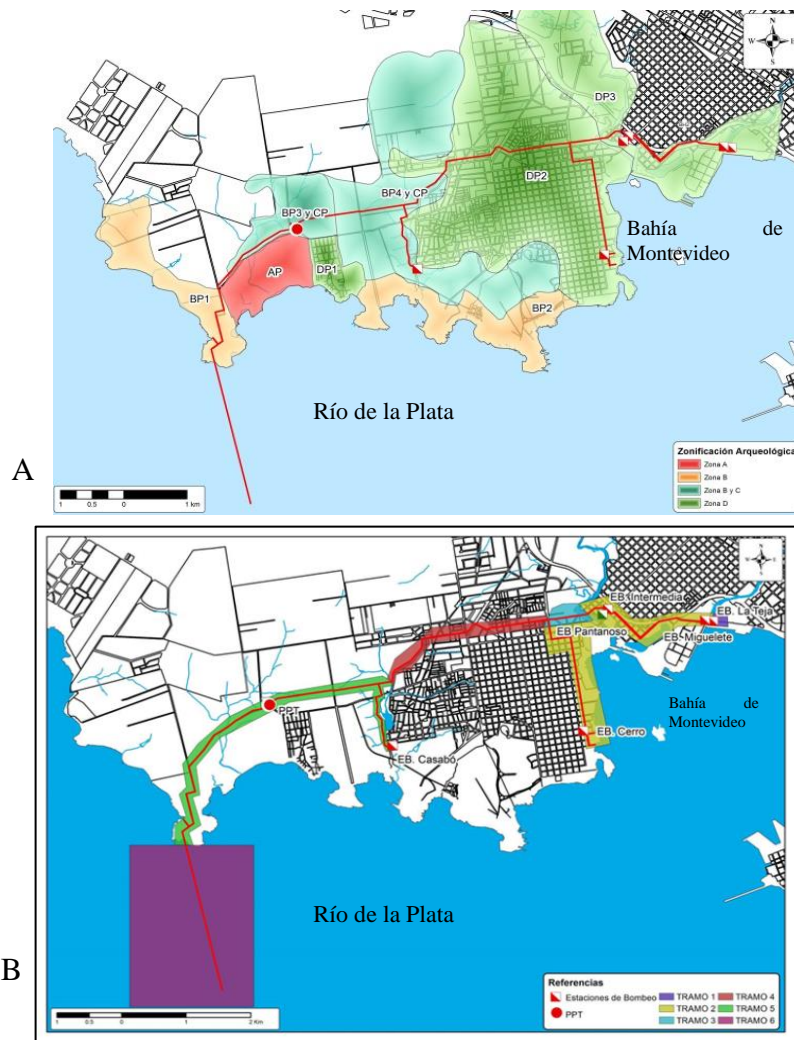 N
W E
S
DP3
DP2
BP4 y CP
BP3 y CP
Bahía de
Montevideo
AP
DP1
BP1
BP2
Río de la Plata
A
Zonificación Arqueológica
Zona A
Zona B
Zona B y C
Zona D
1 0.5 0 1 km
EB. Intermedia
EB. La Teja
EB Pantanoso
B. Miguelete
Bahía de
Montevideo
PPT
EB. Cerro
EB. Casabó
Río de la Plata
B
Referencias
Estaciones de Bombeo
PPT
TRAMO 1
TRAMO 2
TRAMO 3
TRAMO 4
TRAMO 5
TRAMO 6
1 0.5 0 1 2 Km